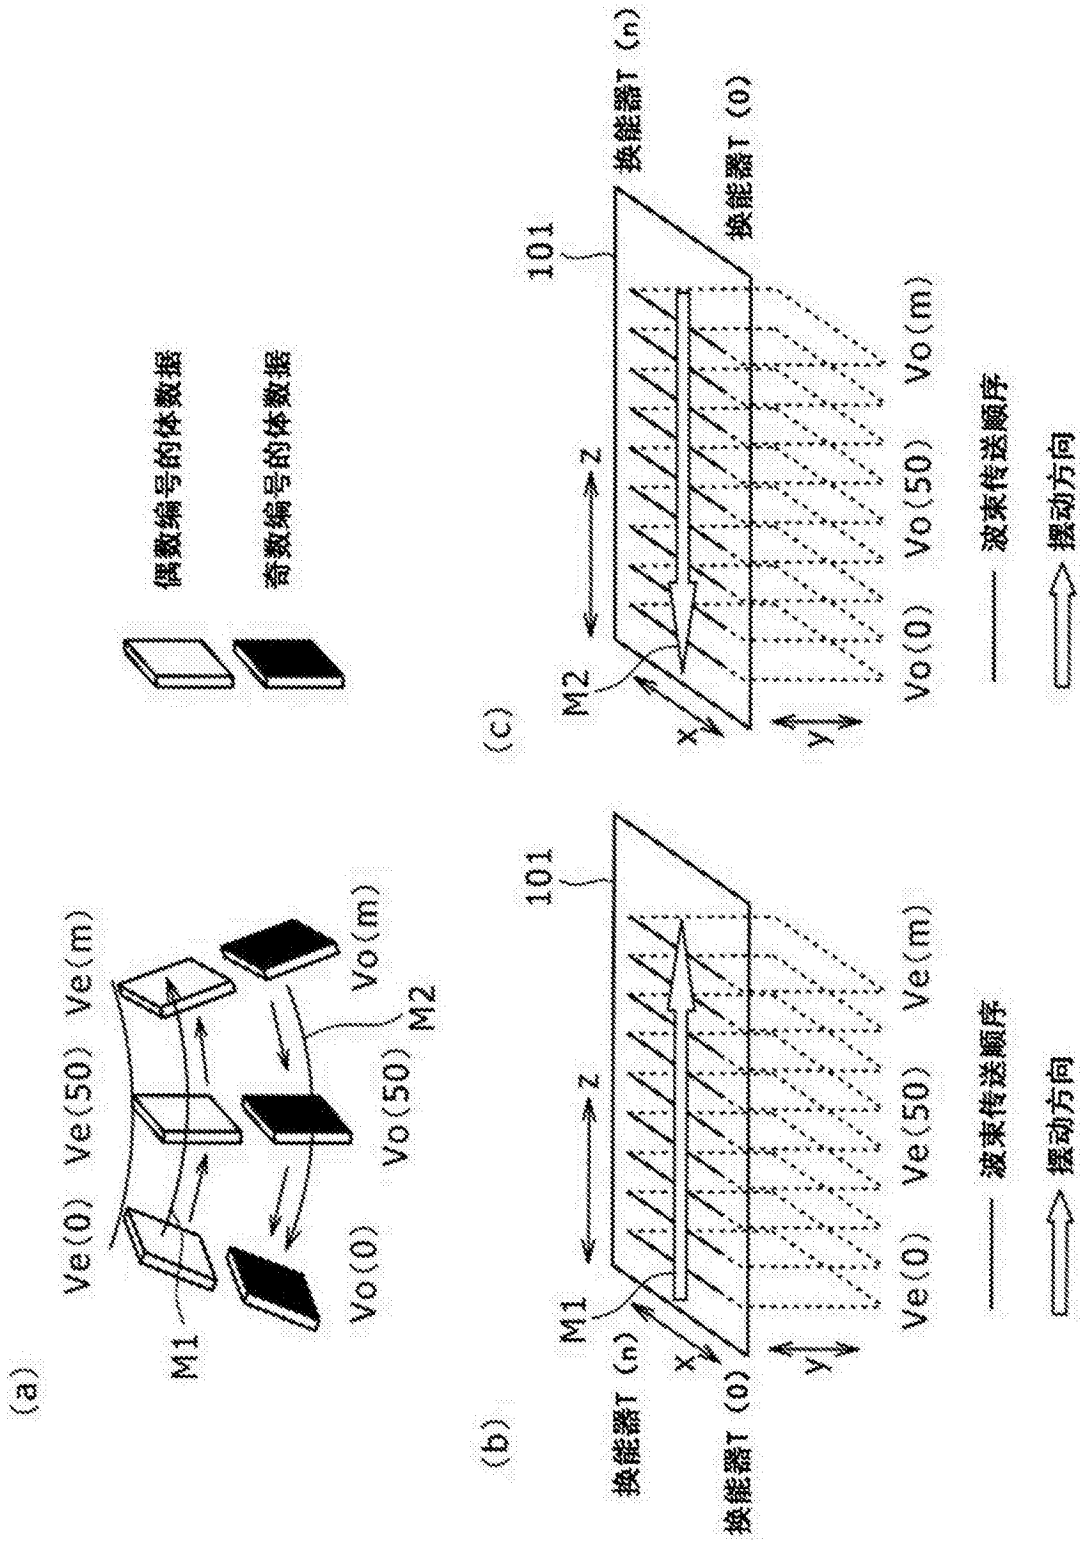 (a)
Ve(0) Ve(50) Ve(m)
M1
Vo(m)
M2
Vo(50)
Vo(0)
偶数编号的体数据
奇数编号的体数据
(b)
换能器T (n)
换能器T (0)
M1
101
z
x
y
Ve(0) Ve(50) Ve(m)
波束传送顺序
摆动方向
(c)
换能器T (n)
换能器T (0)
101
M2
z
x
y
Vo(0) Vo(50) Vo(m)
波束传送顺序
摆动方向